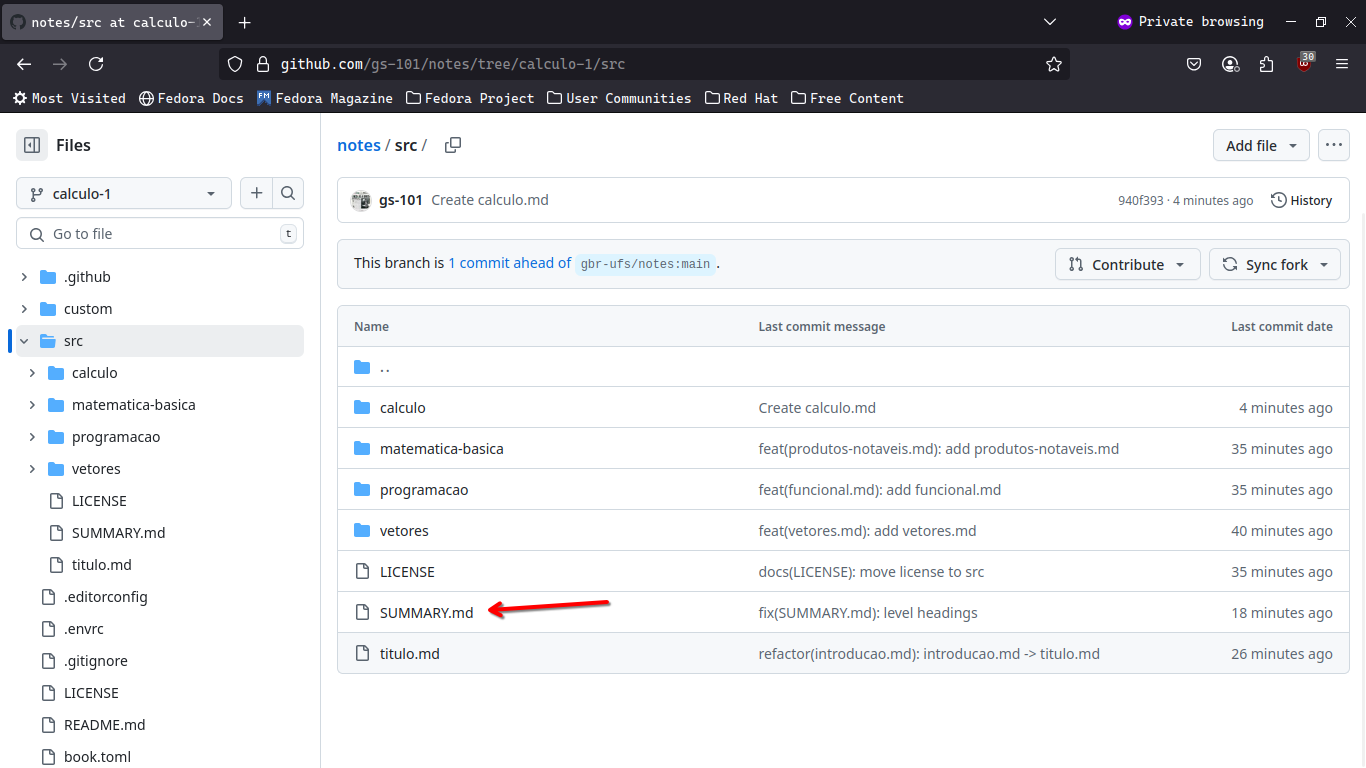 notes/src at calculo-
Private browsing
github.com/gs-101/notes/tree/calculo-1/src
30
Most Visited Fedora Docs Fedora Magazine Fedora Project User Communities Red Hat Free Content
Files
calculo-1
Go to file t
.github
custom
src
calculo
matematica-basica
programacao
vetores
LICENSE
SUMMARY.md
titulo.md
.editorconfig
.envrc
.gitignore
LICENSE
README.md
book.toml
notes / src /
Add file
gs-101 Create calculo.md 940f393 · 4 minutes ago History
This branch is 1 commit ahead of gbr-ufs/notes:main .
Contribute Sync fork
Name Last commit message Last commit date
..
calculo Create calculo.md 4 minutes ago
matematica-basica feat(produtos-notaveis.md): add produtos-notaveis.md 35 minutes ago
programacao feat(funcional.md): add funcional.md 35 minutes ago
vetores feat(vetores.md): add vetores.md 40 minutes ago
LICENSE docs(LICENSE): move license to src 35 minutes ago
SUMMARY.md fix(SUMMARY.md): level headings 18 minutes ago
titulo.md refactor(introducao.md): introducao.md -> titulo.md 26 minutes ago